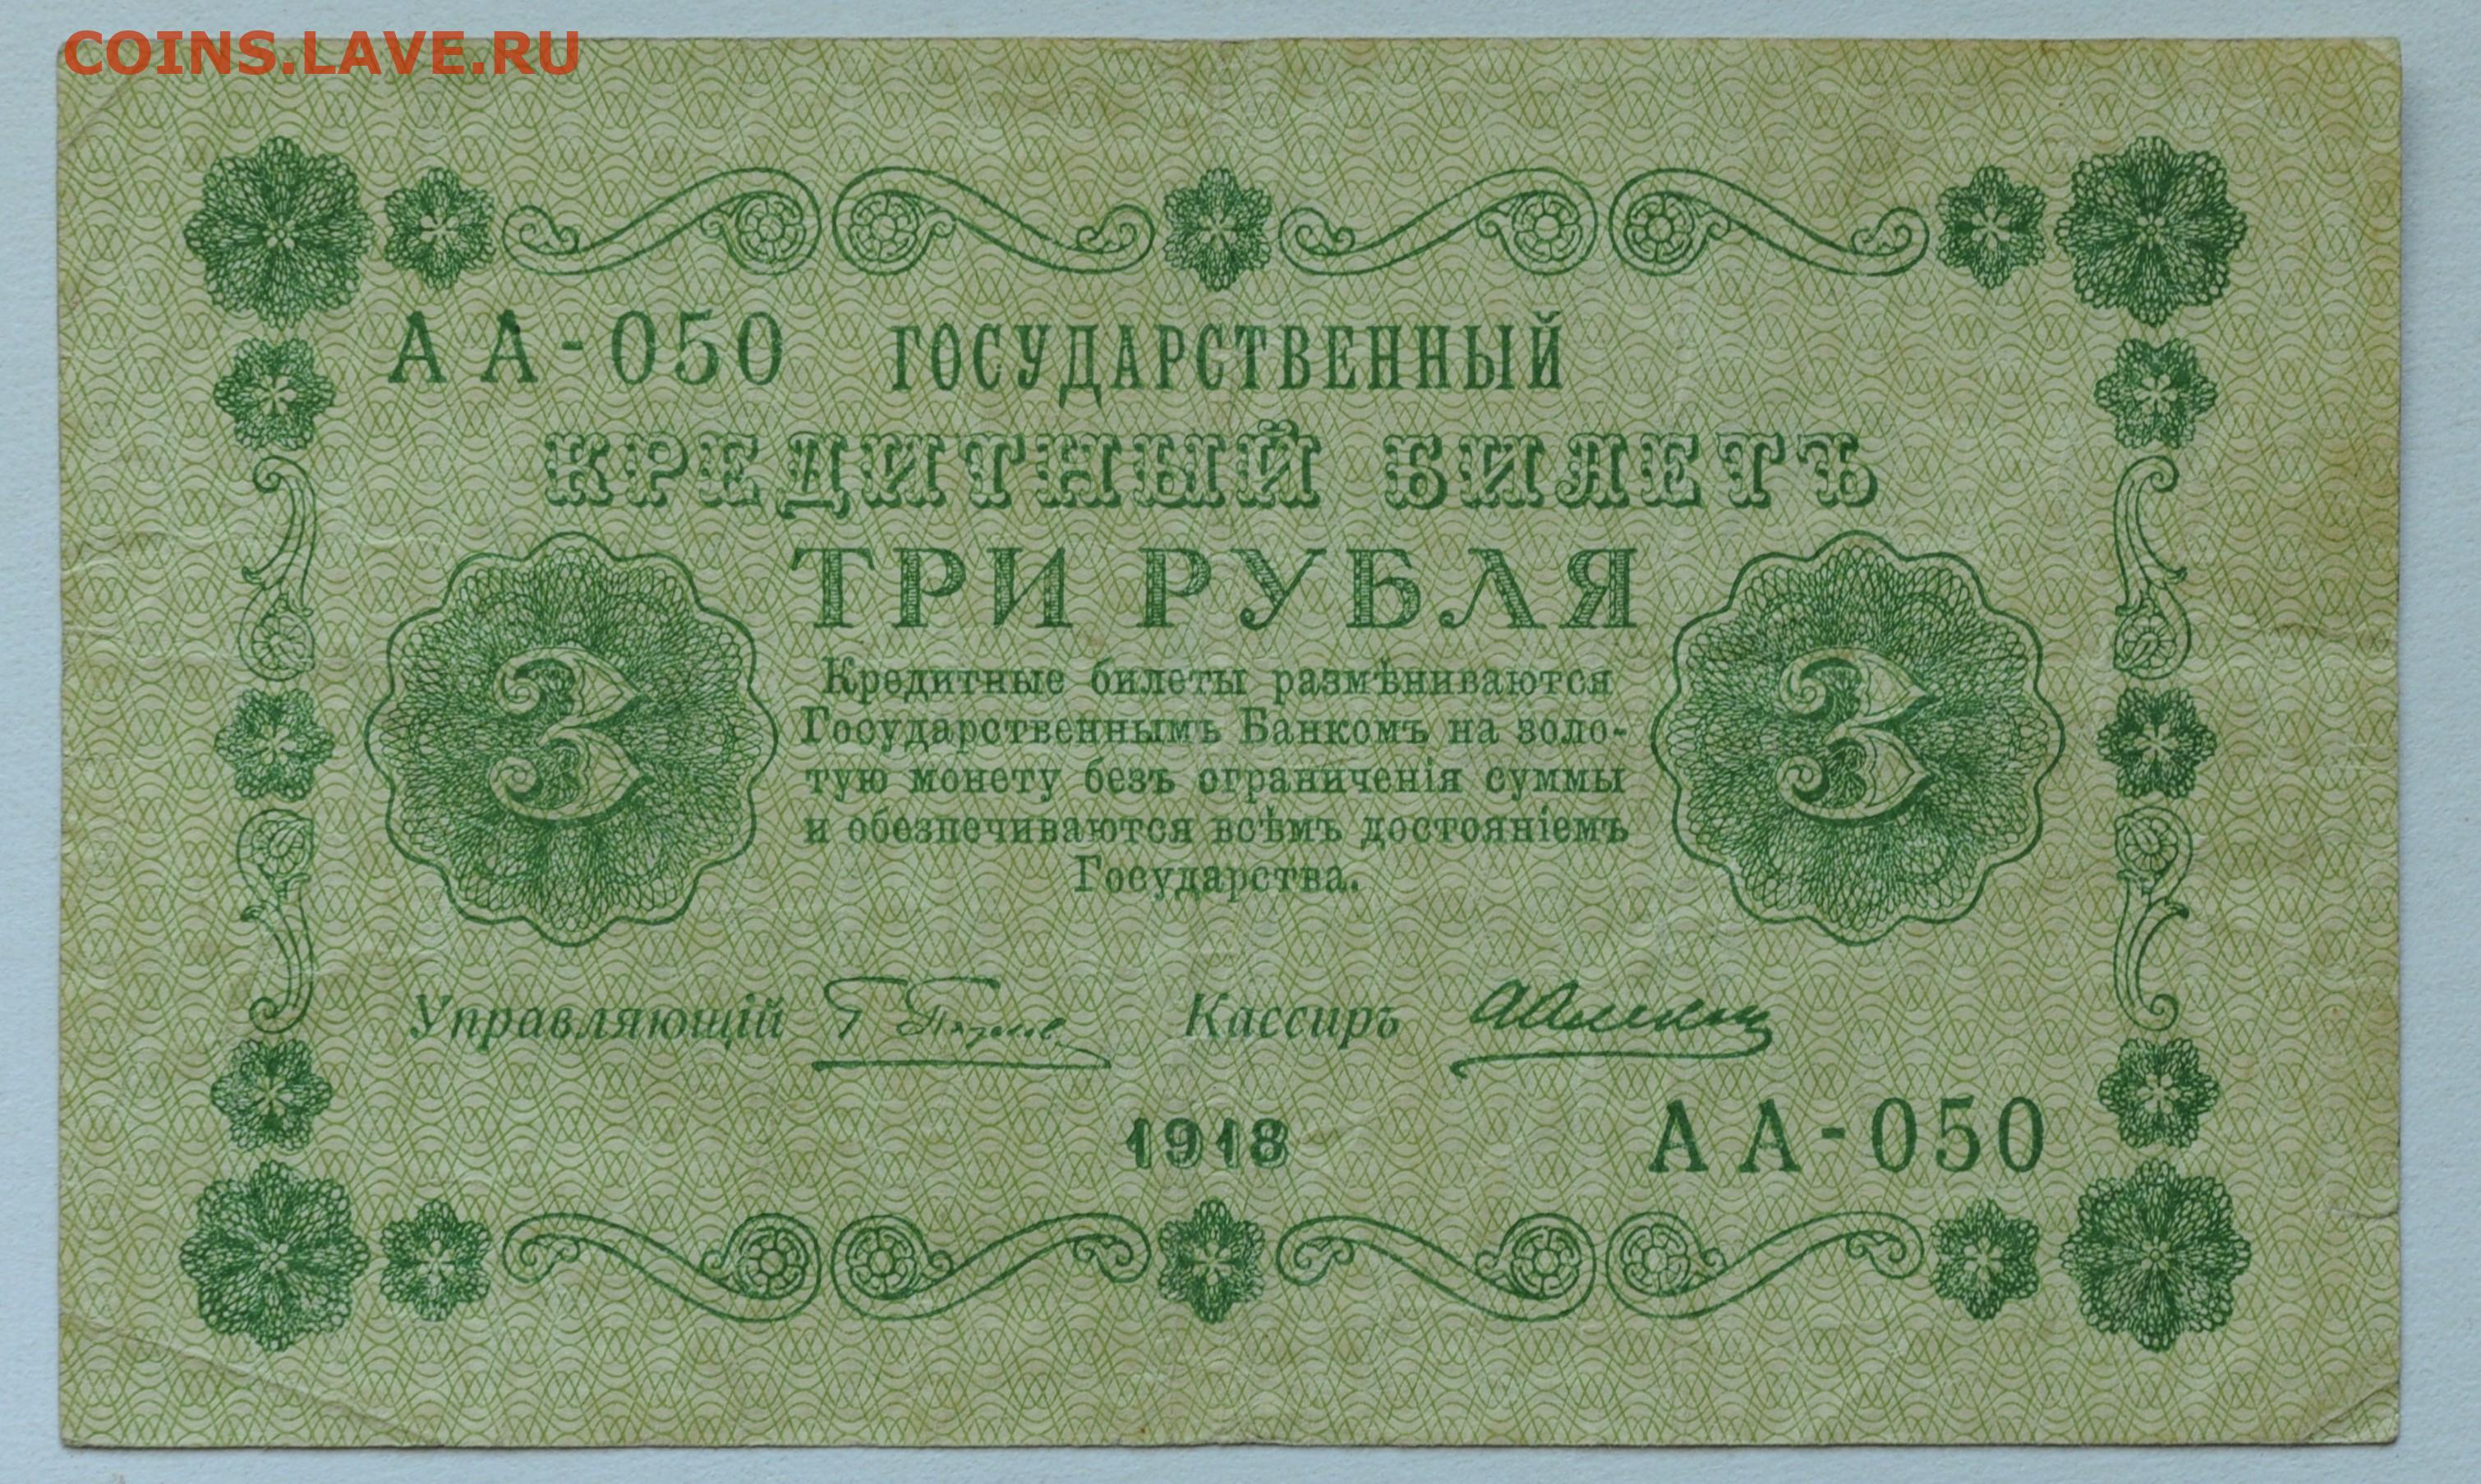 COINS.LAVE.RU
АА-050 ГОСУДАРСТВЕННЫЙ
КРЕДИТНЫЙ БИЛЕТЪ
ТРИ РУБЛЯ
3 3
Кредитные билеты размѣниваются
Государственнымъ Банкомъ на золо-
тую монету безъ ограниченія суммы
и обезпечиваются всѣмъ достояніемъ
Государства.
Управляющій Кассиръ
1918 АА-050